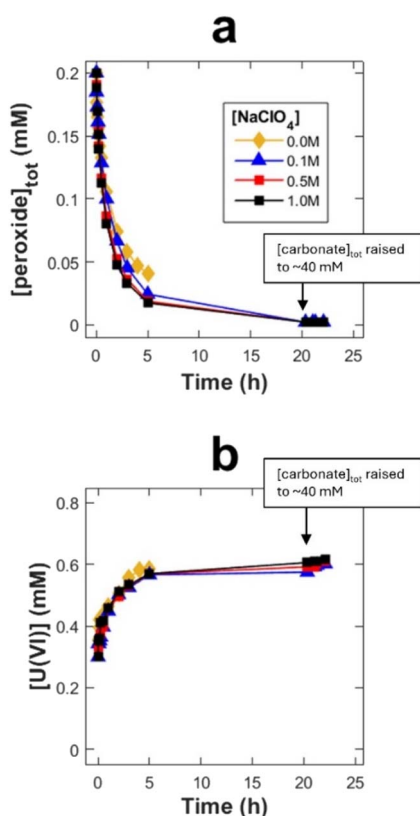 a
[peroxide]tot (mM)
0.2
0.15
0.1
0.05
0
[NaClO4]
0.0M
0.1M
0.5M
1.0M
[carbonate]tot raised
to ~40 mM
0 5 10 15 20 25
Time (h)
b
[carbonate]tot raised
to ~40 mM
[U(VI)] (mM)
0.8
0.6
0.4
0.2
0
0 5 10 15 20 25
Time (h)